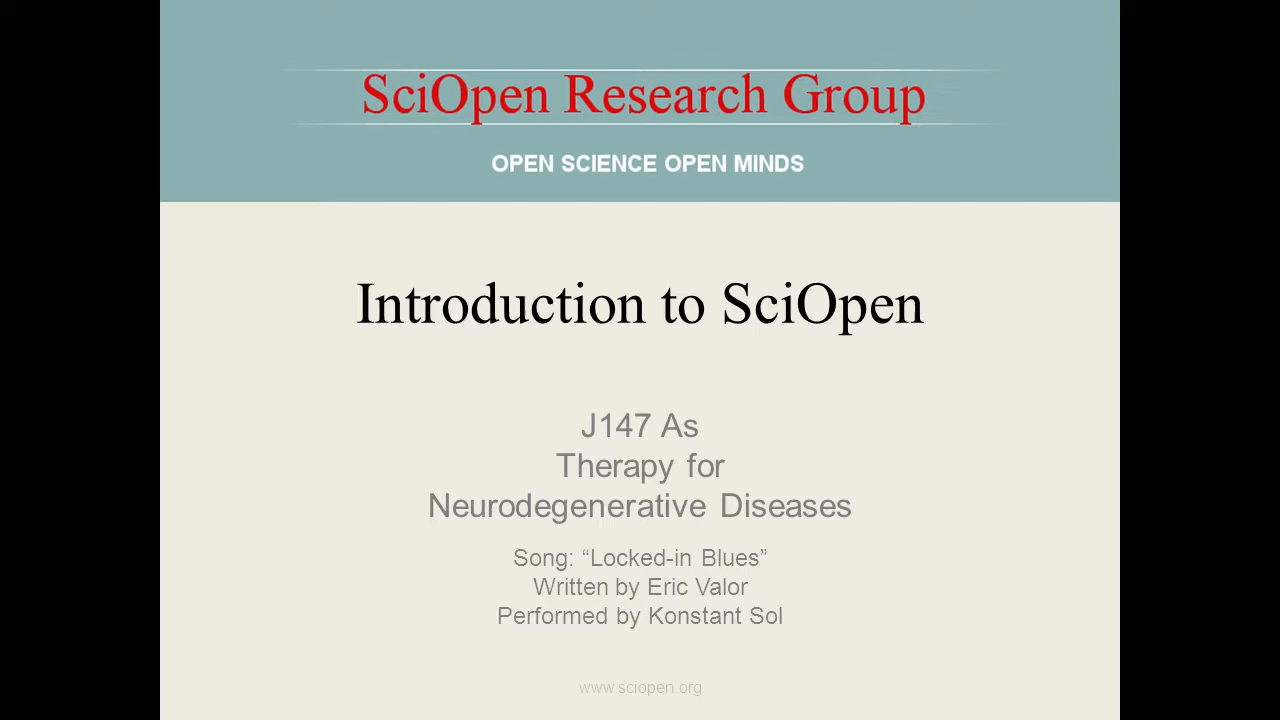 SciOpen Research Group
OPEN SCIENCE OPEN MINDS
Introduction to SciOpen
J147 As
Therapy for
Neurodegenerative Diseases
Song: “Locked-in Blues”
Written by Eric Valor
Performed by Konstant Sol
www.sciopen.org